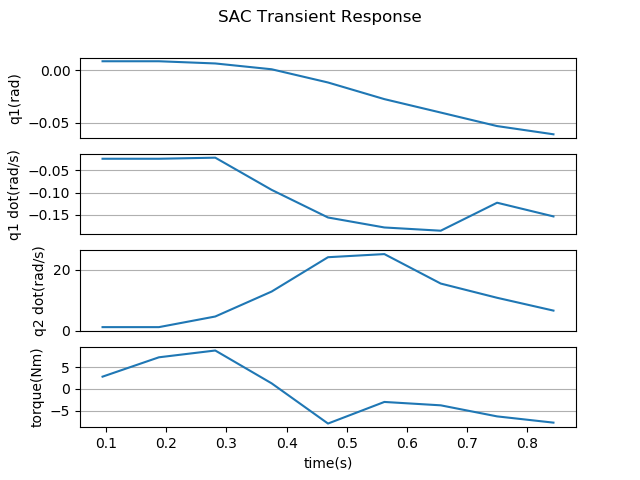 SAC Transient Response
q1(rad)
0.00
−0.05
q1 dot(rad/s)
−0.05
−0.10
−0.15
q2 dot(rad/s)
20
0
torque(Nm)
5
0
−5
0.1 0.2 0.3 0.4 0.5 0.6 0.7 0.8
time(s)